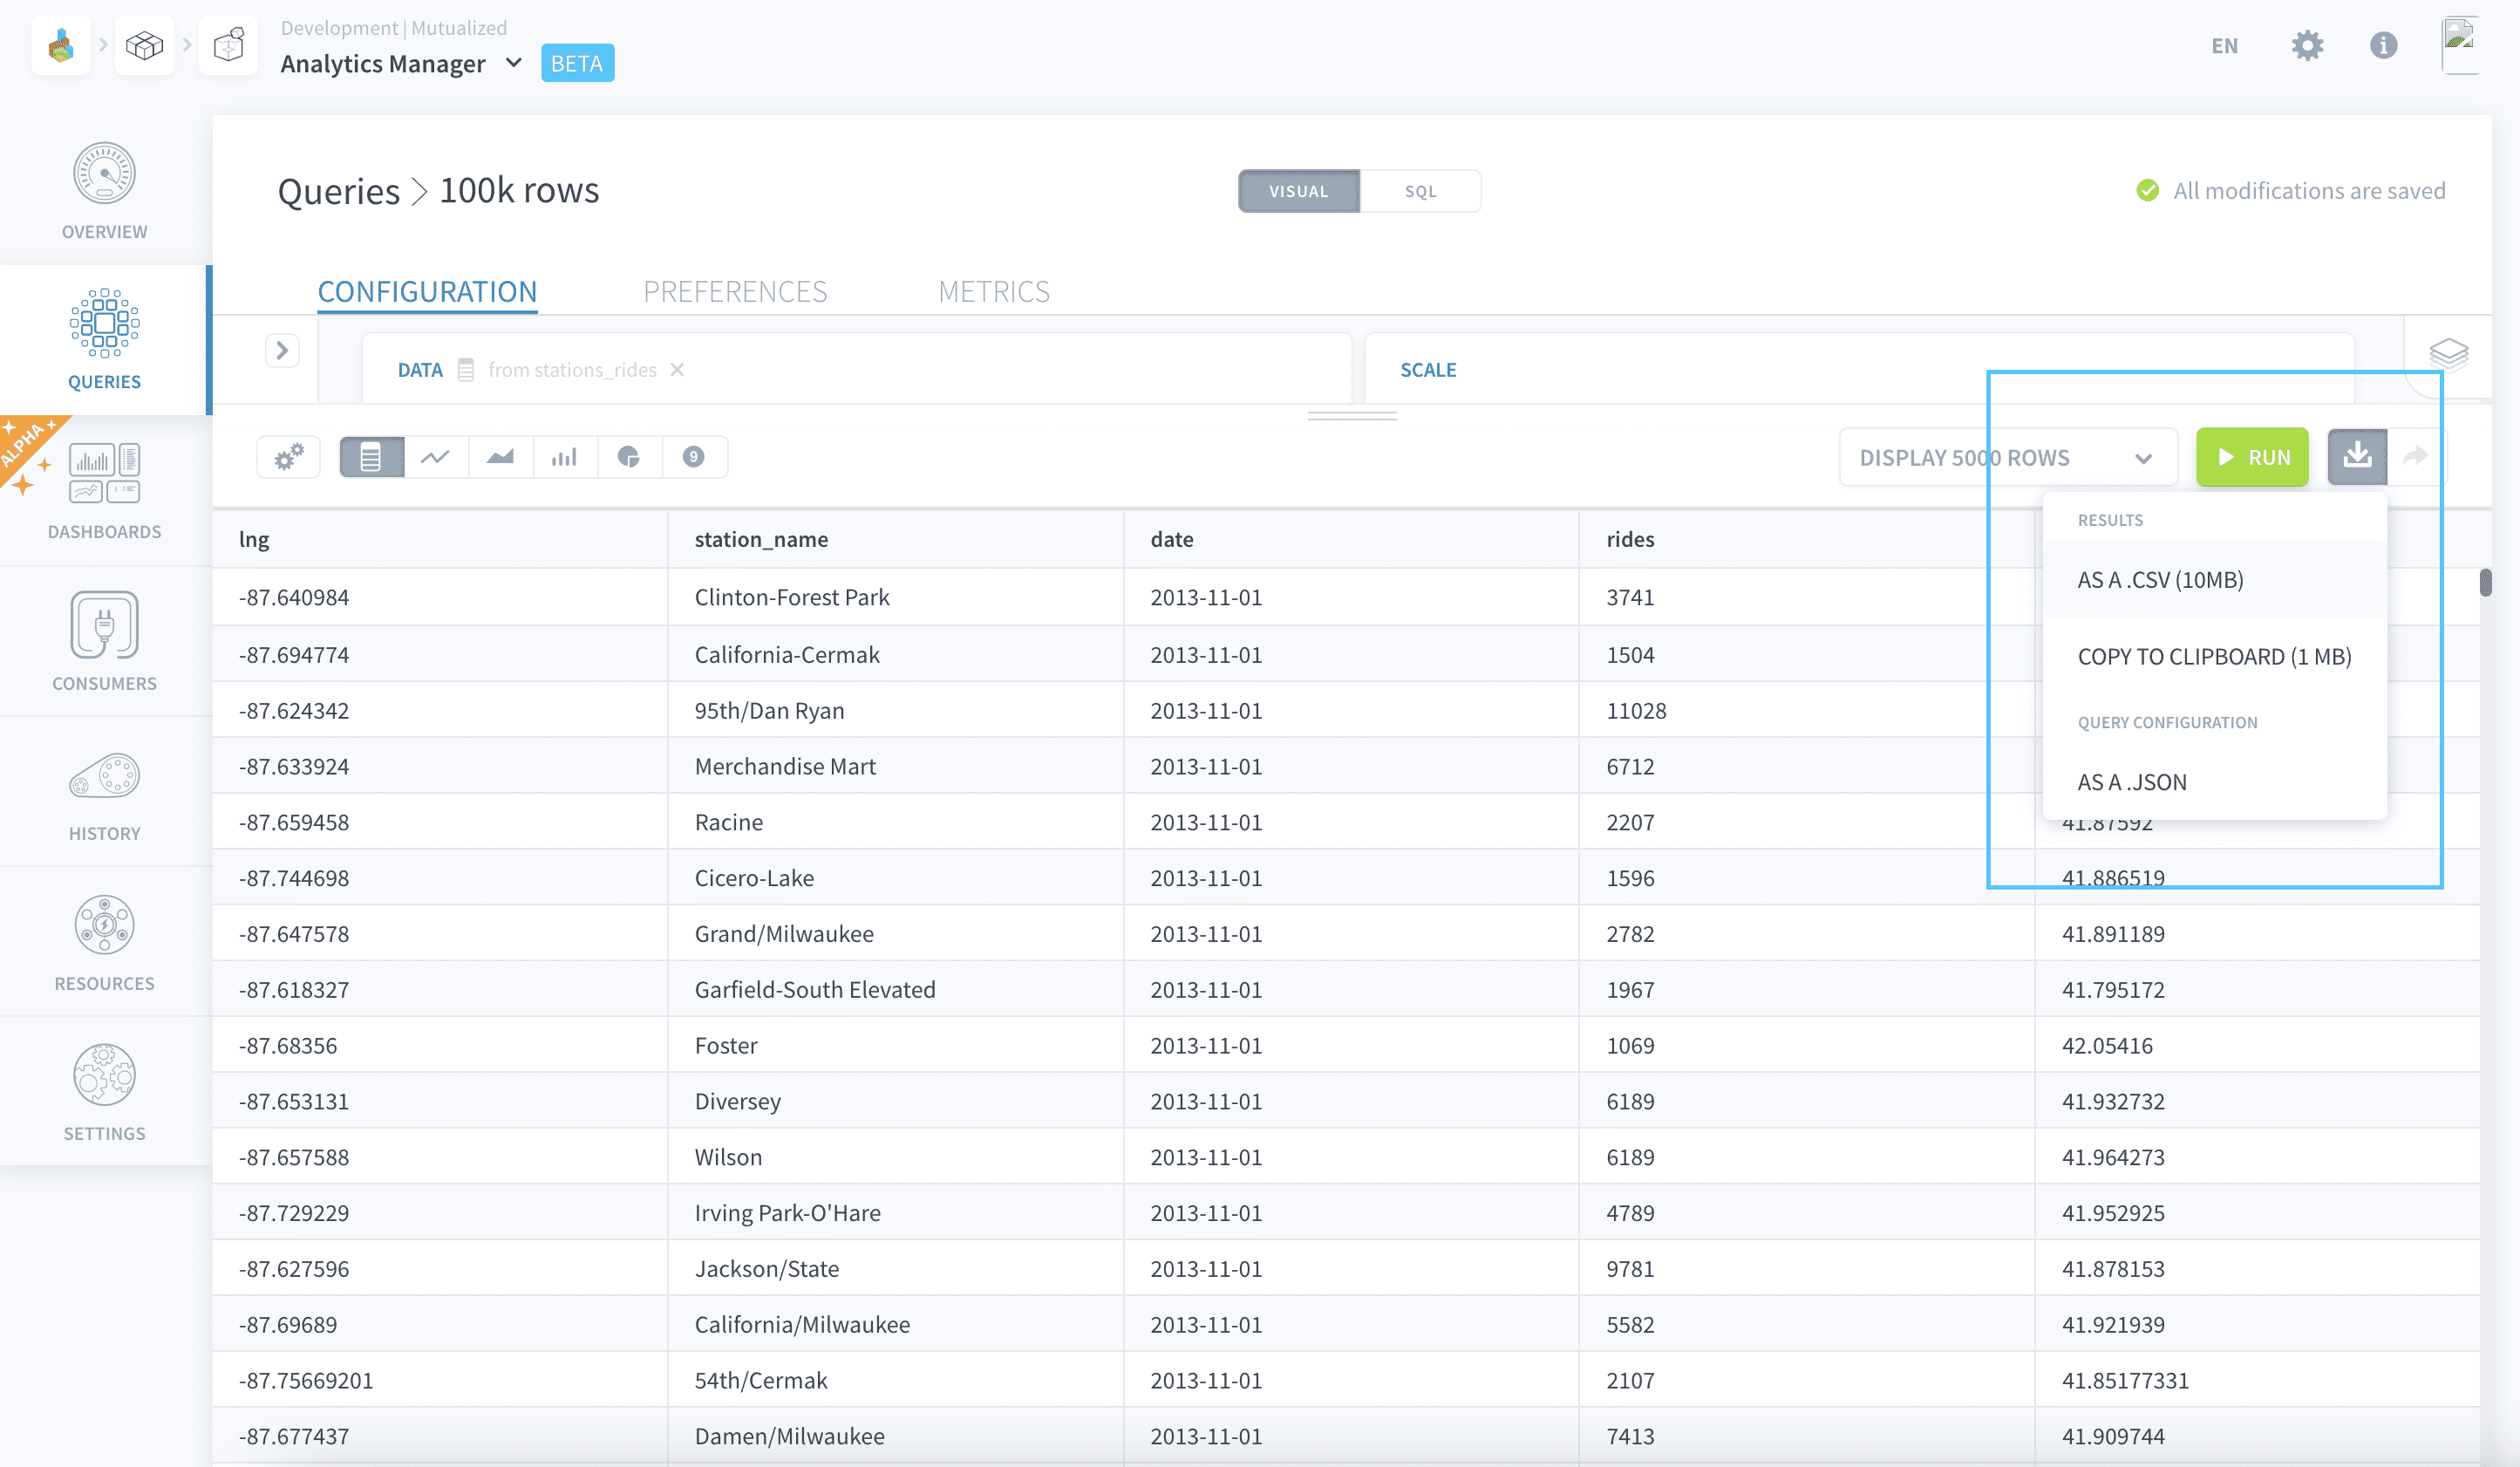 Development | Mutualized
Analytics Manager BETA
EN
OVERVIEW
QUERIES
ALPHA
DASHBOARDS
CONSUMERS
HISTORY
RESOURCES
SETTINGS
Queries > 100k rows
VISUAL SQL
All modifications are saved
CONFIGURATION PREFERENCES METRICS
DATA from stations_rides
SCALE
9
DISPLAY 5000 ROWS
RUN
RESULTS
AS A .CSV (10MB)
COPY TO CLIPBOARD (1 MB)
QUERY CONFIGURATION
AS A .JSON
lng station_name date rides
-87.640984 Clinton-Forest Park 2013-11-01 3741
-87.694774 California-Cermak 2013-11-01 1504
-87.624342 95th/Dan Ryan 2013-11-01 11028
-87.633924 Merchandise Mart 2013-11-01 6712
-87.659458 Racine 2013-11-01 2207 41.87592
-87.744698 Cicero-Lake 2013-11-01 1596 41.886519
-87.647578 Grand/Milwaukee 2013-11-01 2782 41.891189
-87.618327 Garfield-South Elevated 2013-11-01 1967 41.795172
-87.68356 Foster 2013-11-01 1069 42.05416
-87.653131 Diversey 2013-11-01 6189 41.932732
-87.657588 Wilson 2013-11-01 6189 41.964273
-87.729229 Irving Park-O'Hare 2013-11-01 4789 41.952925
-87.627596 Jackson/State 2013-11-01 9781 41.878153
-87.69689 California/Milwaukee 2013-11-01 5582 41.921939
-87.75669201 54th/Cermak 2013-11-01 2107 41.85177331
-87.677437 Damen/Milwaukee 2013-11-01 7413 41.909744